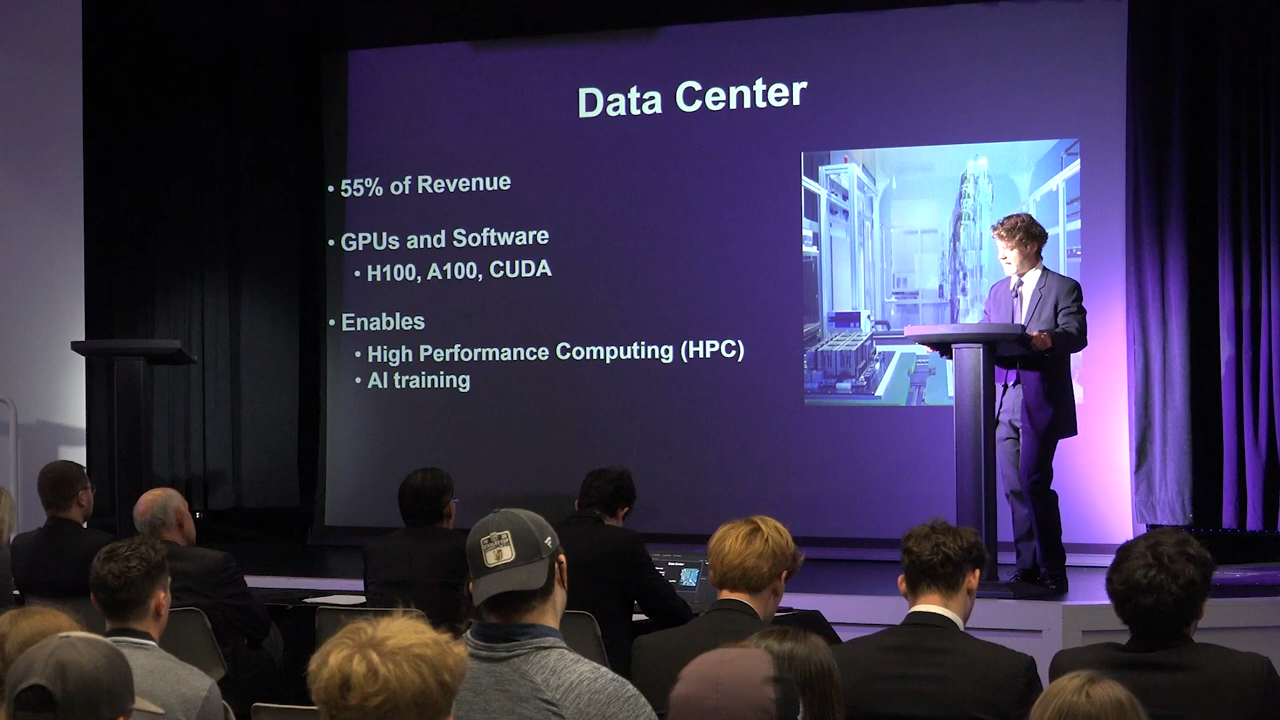 Data Center
• 55% of Revenue
• GPUs and Software
• H100, A100, CUDA
• Enables
• High Performance Computing (HPC)
• AI training